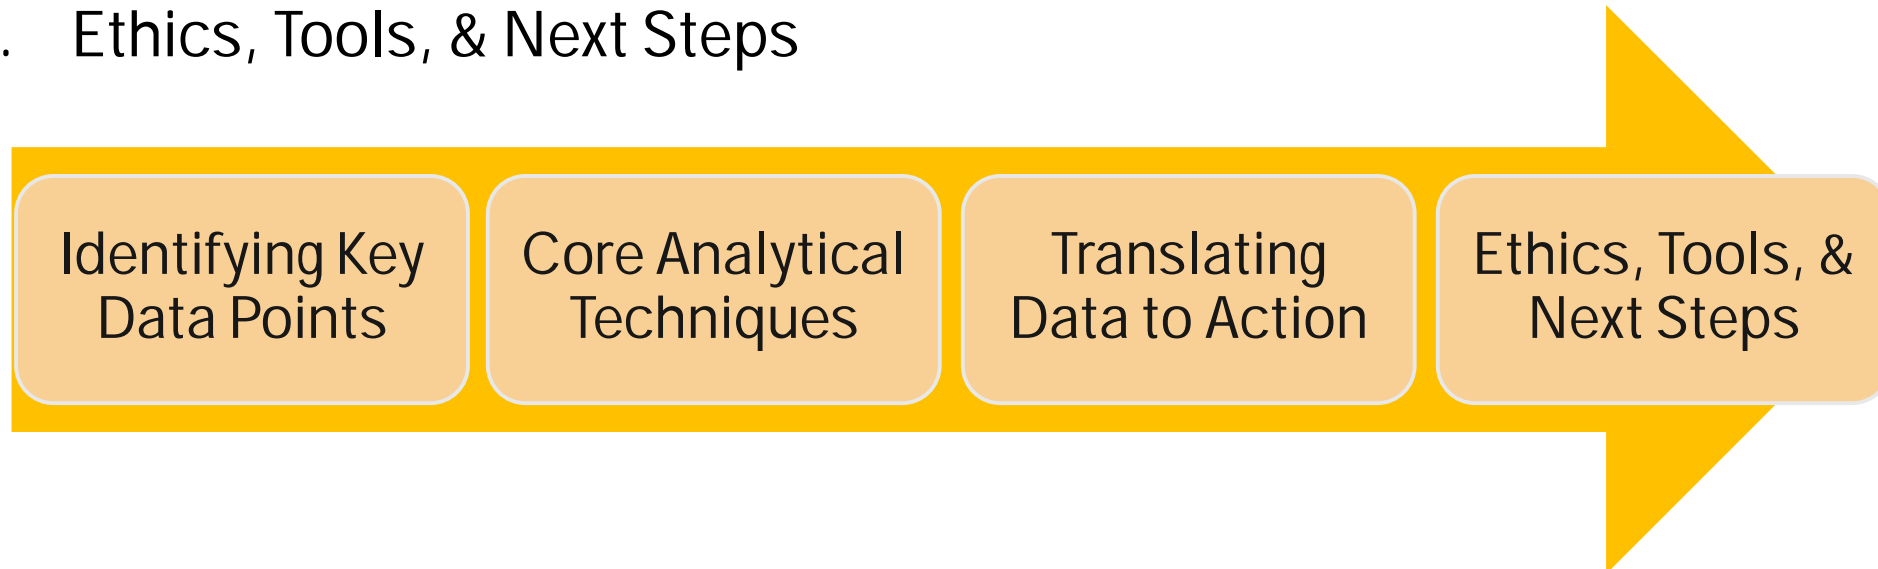 . Ethics, Tools, & Next Steps
Identifying Key
Data Points
Core Analytical
Techniques
Translating
Data to Action
Ethics, Tools, &
Next Steps